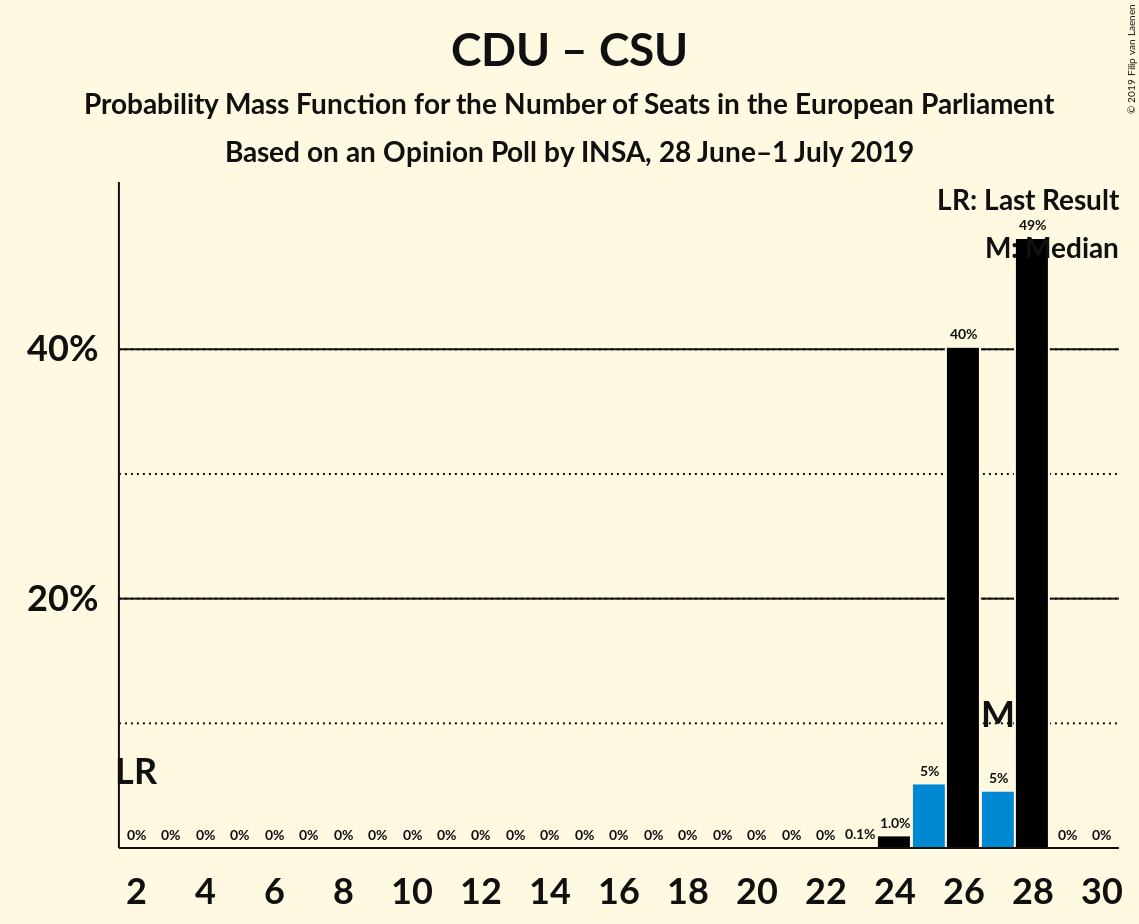 CDU – CSU
Probability Mass Function for the Number of Seats in the European Parliament
Based on an Opinion Poll by INSA, 28 June–1 July 2019
© 2019 Filip van Laenen
LR: Last Result
M: Median
49%
40%
40%
20%
M
LR
5%
5%
0% 0% 0% 0% 0% 0% 0% 0% 0% 0% 0% 0% 0% 0% 0% 0% 0% 0% 0% 0% 0% 0.1% 1.0% 0% 0%
2 4 6 8 10 12 14 16 18 20 22 24 26 28 30